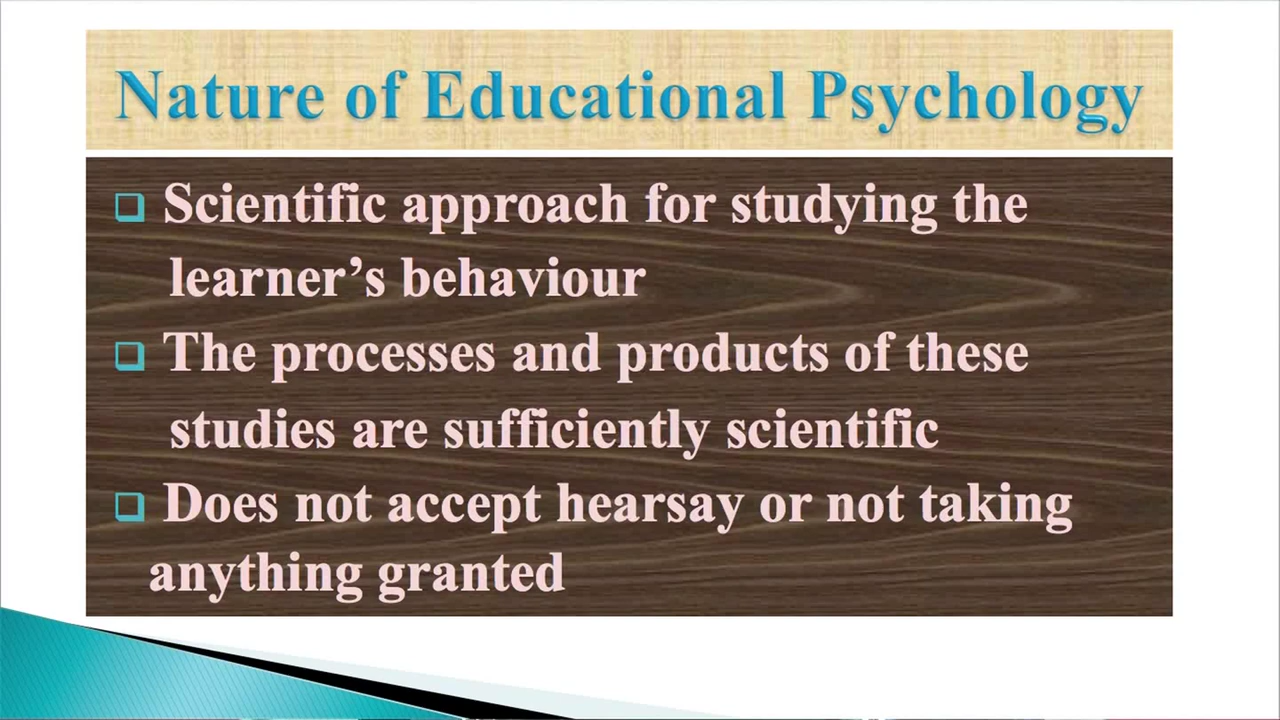 Nature of Educational Psychology
Scientific approach for studying the
learner’s behaviour
The processes and products of these
studies are sufficiently scientific
Does not accept hearsay or not taking
anything granted